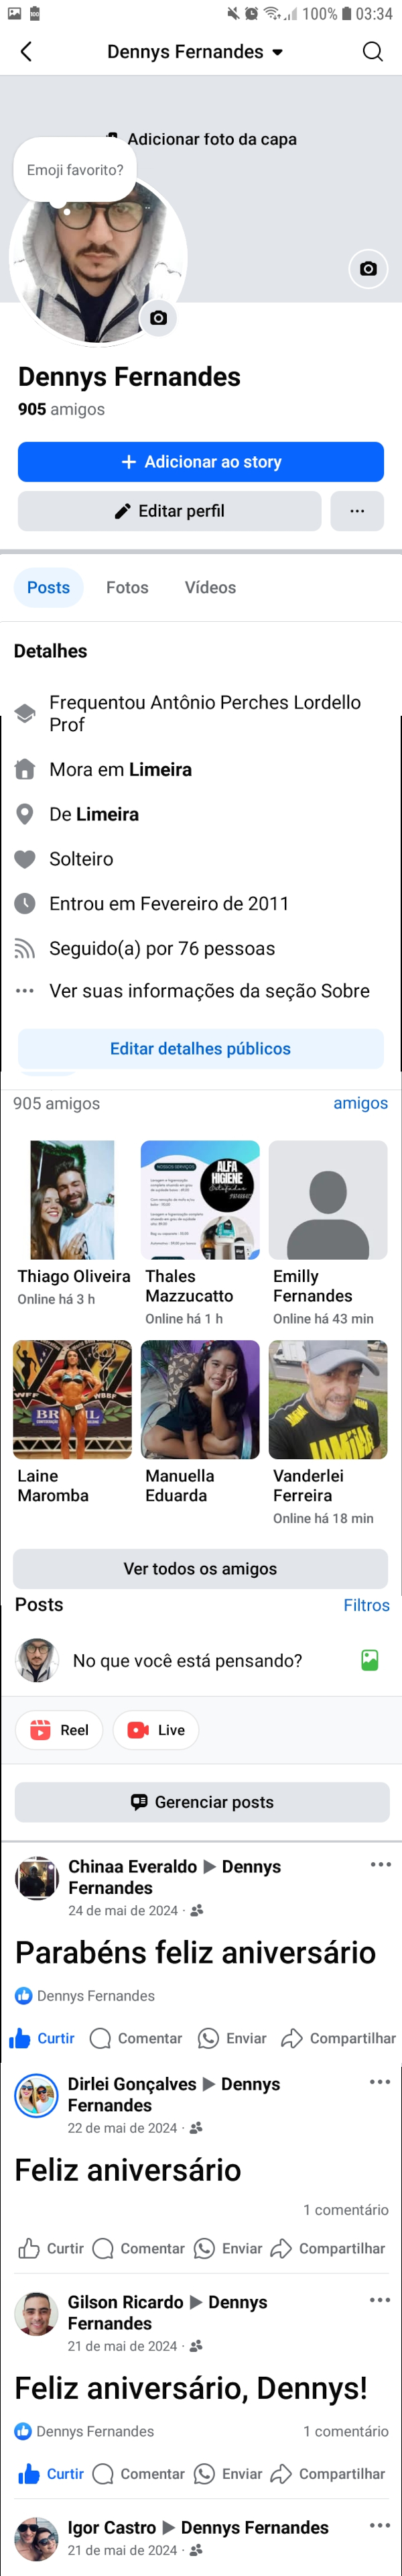 100% 03:34
Dennys Fernandes
Adicionar foto da capa
Emoji favorito?
Dennys Fernandes
905 amigos
+ Adicionar ao story
Editar perfil
Posts Fotos Vídeos
Detalhes
Frequentou Antônio Perches Lordello
Prof
Mora em Limeira
De Limeira
Solteiro
Entrou em Fevereiro de 2011
Seguido(a) por 76 pessoas
Ver suas informações da seção Sobre
Editar detalhes públicos
905 amigos amigos
ALFA
HIGIENE
Thiago Oliveira
Online há 3 h
Thales
Mazzucatto
Online há 1 h
Emilly
Fernandes
Online há 43 min
Laine
Maromba
Manuella
Eduarda
Vanderlei
Ferreira
Online há 18 min
Ver todos os amigos
Posts Filtros
No que você está pensando?
Reel Live
Gerenciar posts
Chinaa Everaldo ▶ Dennys
Fernandes
24 de mai de 2024 ·
Parabéns feliz aniversário
Dennys Fernandes
Curtir Comentar Enviar Compartilhar
Dirlei Gonçalves ▶ Dennys
Fernandes
22 de mai de 2024 ·
Feliz aniversário
1 comentário
Curtir Comentar Enviar Compartilhar
Gilson Ricardo ▶ Dennys
Fernandes
21 de mai de 2024 ·
Feliz aniversário, Dennys!
Dennys Fernandes 1 comentário
Curtir Comentar Enviar Compartilhar
Igor Castro ▶ Dennys Fernandes
21 de mai de 2024 ·